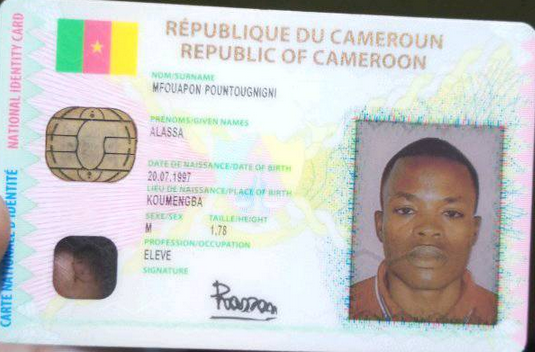 NATIONAL IDENTITY CARD
CARTE NATIONALE D'IDENTITÉ
RÉPUBLIQUE DU CAMEROUN
REPUBLIC OF CAMEROON
NOM/SURNAME
MFOUAPON POUNTOUGNIGNI
PRÉNOMS/GIVEN NAMES
ALASSA
DATE DE NAISSANCE/DATE OF BIRTH
20.07.1997
LIEU DE NAISSANCE/PLACE OF BIRTH
KOUMENGBA
SEXE/SEX TAILLE/HEIGHT
M 1,78
PROFESSION/OCCUPATION
ELEVE
SIGNATURE